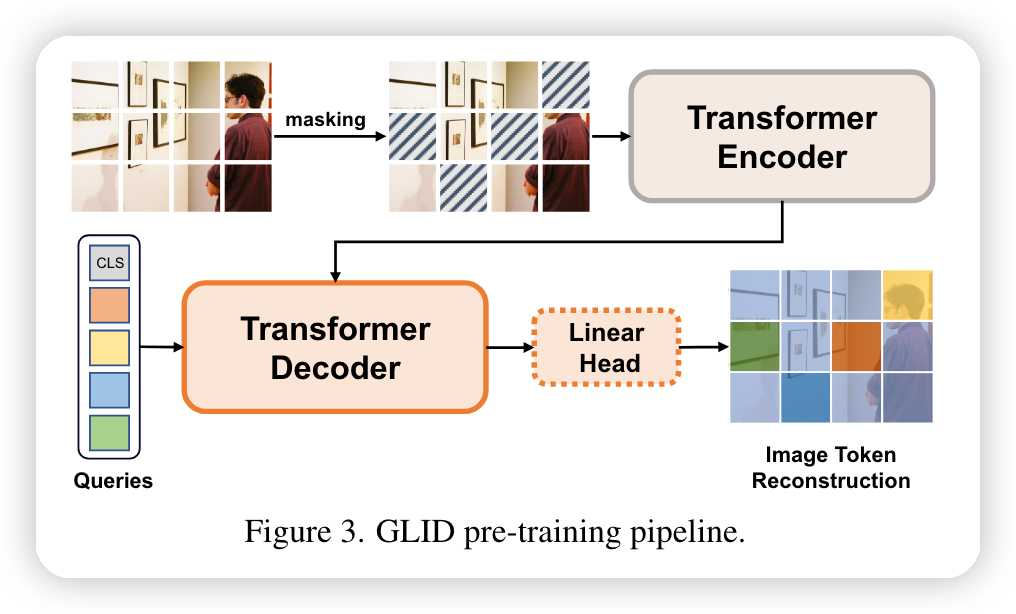 masking
Transformer
Encoder
CLS
Transformer
Decoder
Linear
Head
Queries
Image Token
Reconstruction
Figure 3. GLID pre-training pipeline.